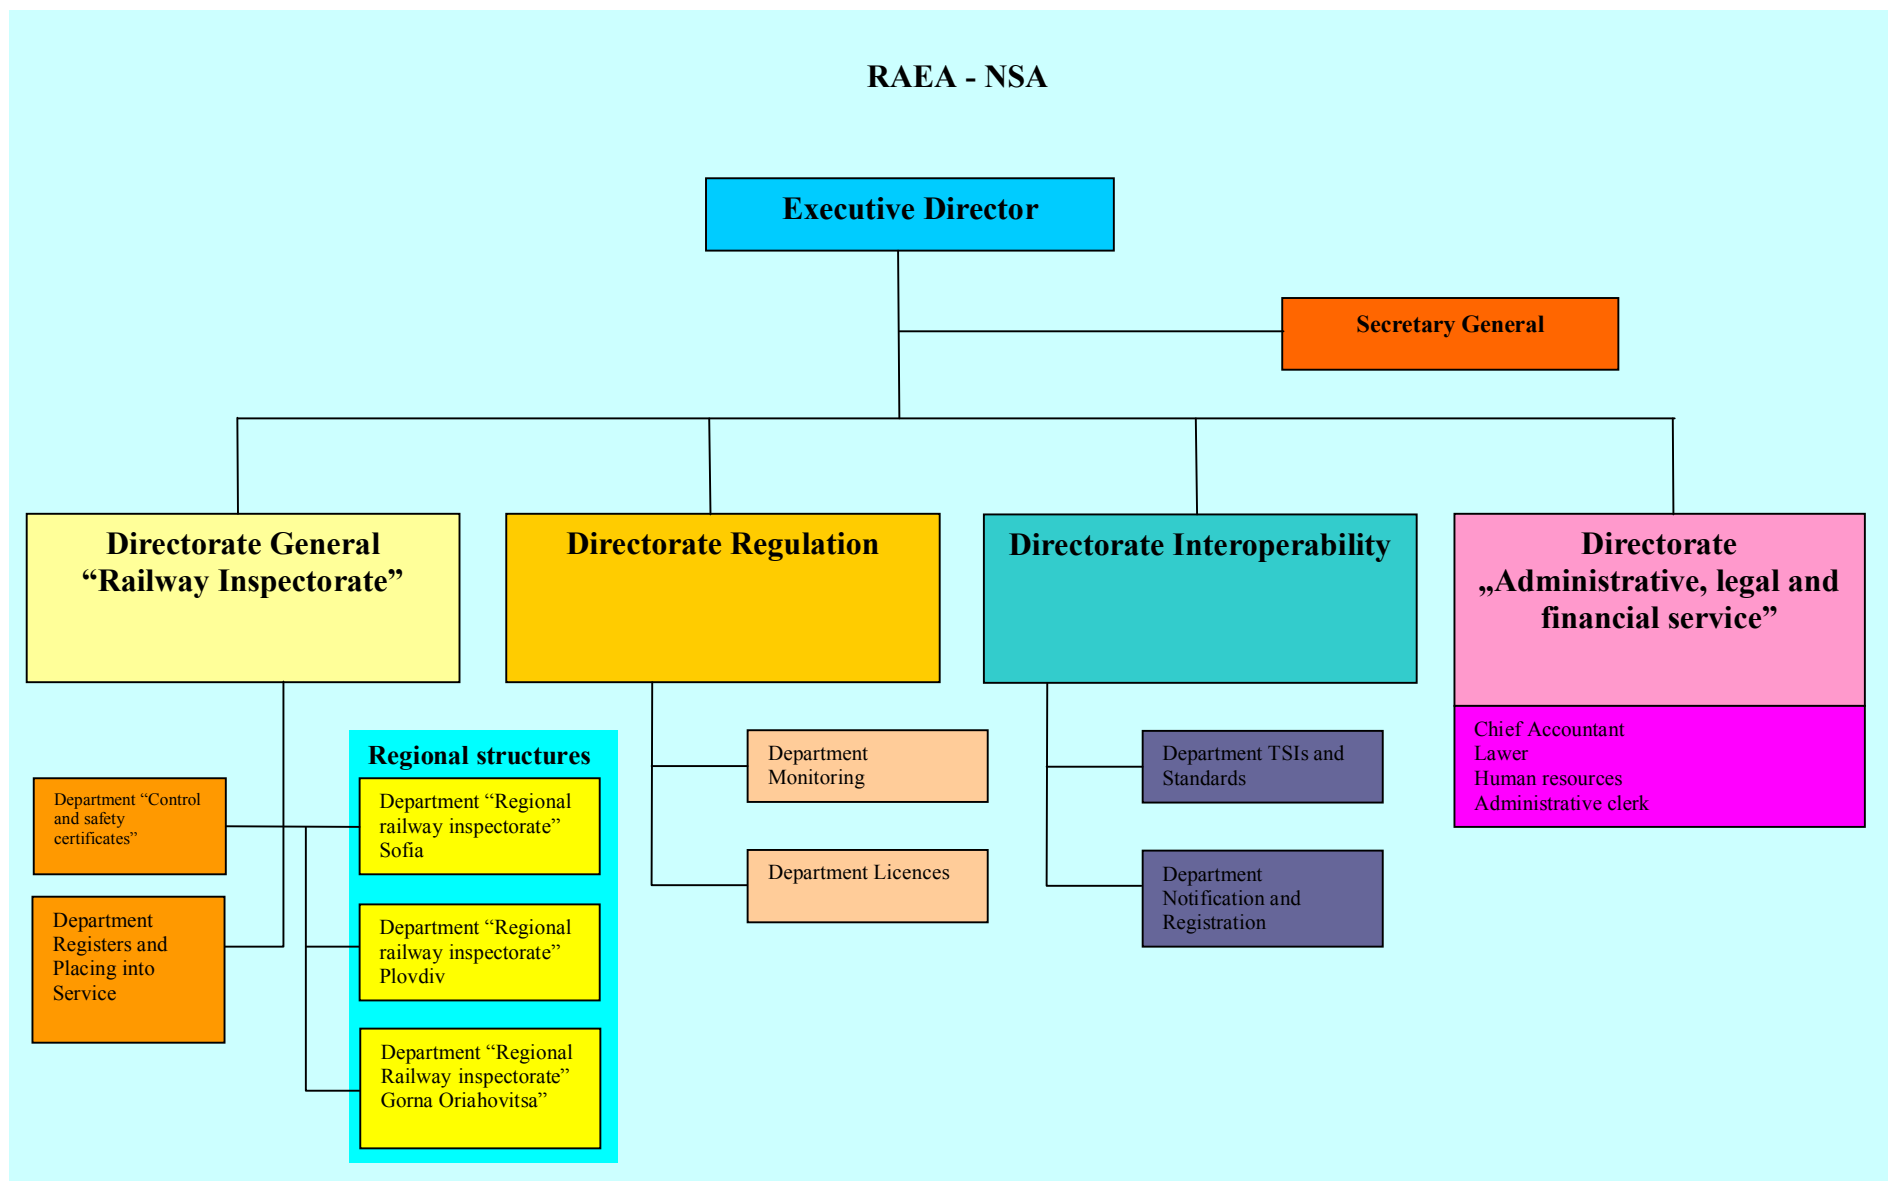 RAEA - NSA
Executive Director
Secretary General
Directorate General
“Railway Inspectorate”
Directorate Regulation
Directorate Interoperability
Directorate
„Administrative, legal and
financial service”
Chief Accountant
Lawer
Human resources
Administrative clerk
Regional structures
Department “Control
and safety
certificates”
Department
Registers and
Placing into
Service
Department “Regional
railway inspectorate”
Sofia
Department “Regional
railway inspectorate”
Plovdiv
Department “Regional
Railway inspectorate”
Gorna Oriahovitsa”
Department
Monitoring
Department Licences
Department TSIs and
Standards
Department
Notification and
Registration